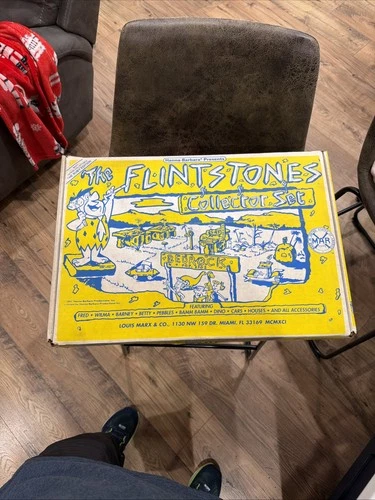 Hanna-Barbera® Presents
The FLINTSTONES
Collector Set
MAR
BEDROCK
FEATURING
FRED • WILMA • BARNEY • BETTY • PEBBLES • BAMM BAMM • DINO • CARS • HOUSES • AND ALL ACCESSORIES
LOUIS MARX & CO., 1130 NW 159 DR. MIAMI, FL 33169 MCMXCI